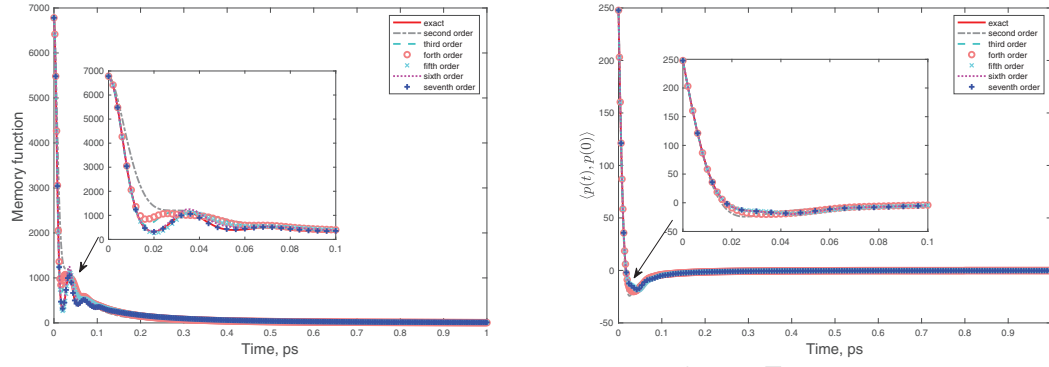 7000
6000
5000
4000
3000
2000
1000
0
Memory function
0 0.1 0.2 0.3 0.4 0.5 0.6 0.7 0.8 0.9 1
Time, ps
exact
second order
third order
forth order
fifth order
sixth order
seventh order
7000
6000
5000
4000
3000
2000
1000
0
0 0.02 0.04 0.06 0.08 0.1
250
200
150
100
50
0
-50
⟨p(t), p(0)⟩
0 0.1 0.2 0.3 0.4 0.5 0.6 0.7 0.8 0.9
Time, ps
exact
second order
third order
forth order
fifth order
sixth order
seventh order
250
200
150
100
50
0
-50
0 0.02 0.04 0.06 0.08 0.1